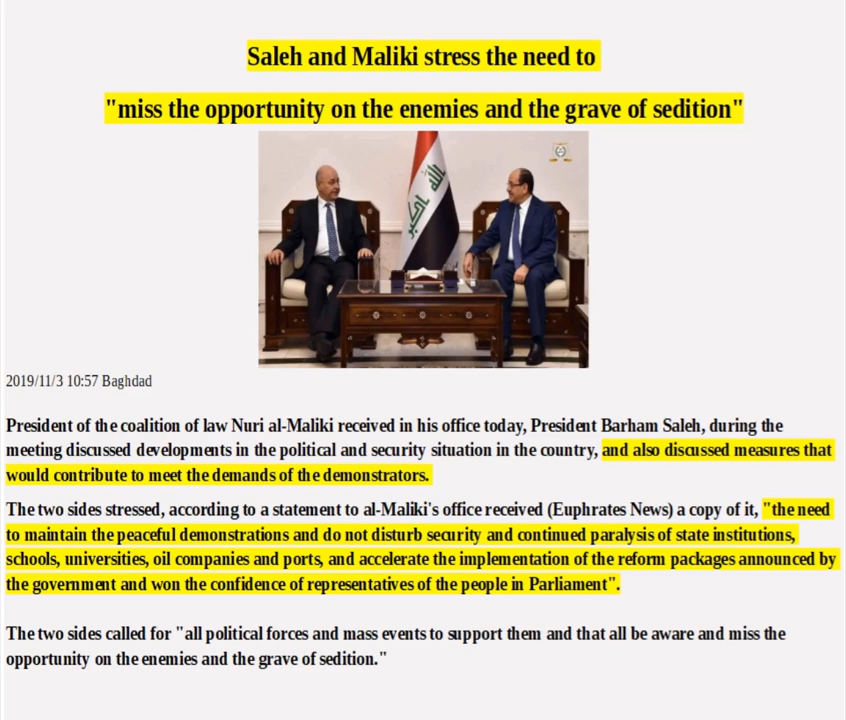 Saleh and Maliki stress the need to
"miss the opportunity on the enemies and the grave of sedition"
الله اكبر
2019/11/3 10:57 Baghdad
President of the coalition of law Nuri al-Maliki received in his office today, President Barham Saleh, during the
meeting discussed developments in the political and security situation in the country, and also discussed measures that
would contribute to meet the demands of the demonstrators.
The two sides stressed, according to a statement to al-Maliki's office received (Euphrates News) a copy of it, "the need
to maintain the peaceful demonstrations and do not disturb security and continued paralysis of state institutions,
schools, universities, oil companies and ports, and accelerate the implementation of the reform packages announced by
the government and won the confidence of representatives of the people in Parliament".
The two sides called for "all political forces and mass events to support them and that all be aware and miss the
opportunity on the enemies and the grave of sedition."